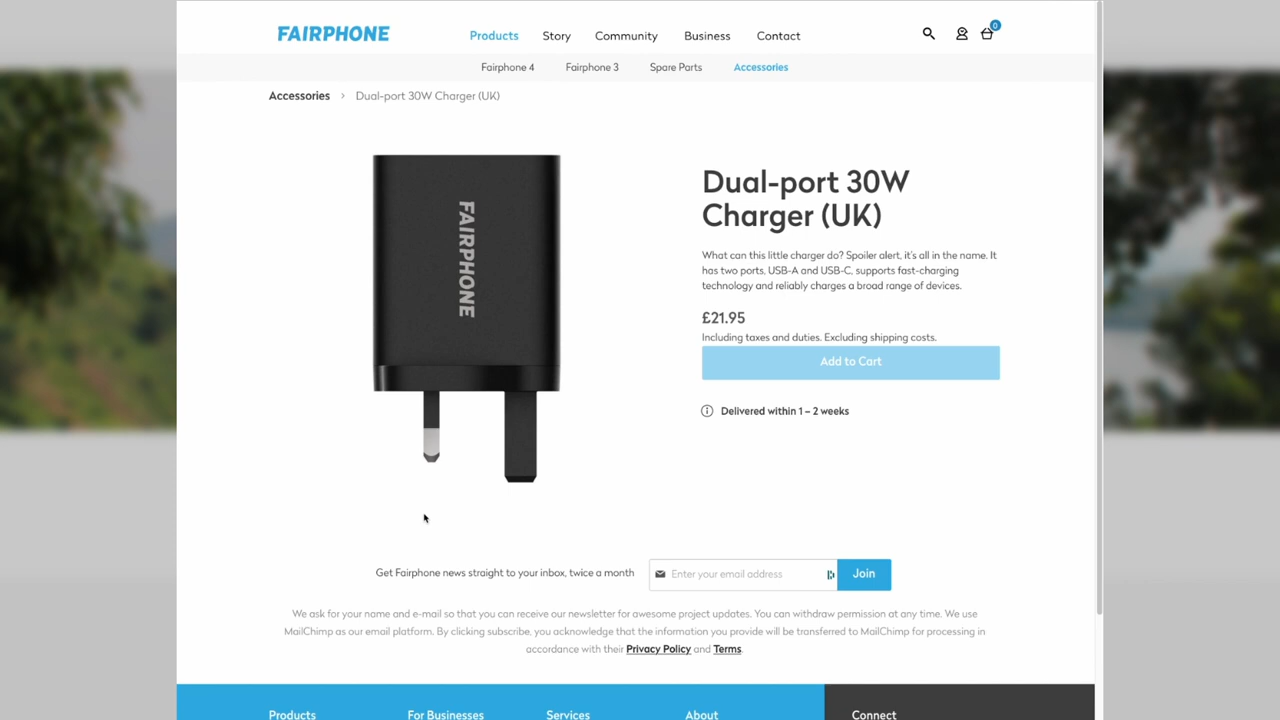 FAIRPHONE
Products Story Community Business Contact
0
Fairphone 4 Fairphone 3 Spare Parts Accessories
Accessories > Dual-port 30W Charger (UK)
FAIRPHONE
Dual-port 30W
Charger (UK)
What can this little charger do? Spoiler alert, it's all in the name. It
has two ports, USB-A and USB-C, supports fast-charging
technology and reliably charges a broad range of devices.
£21.95
Including taxes and duties. Excluding shipping costs.
Add to Cart
Delivered within 1 – 2 weeks
Get Fairphone news straight to your inbox, twice a month
Enter your email address
Join
We ask for your name and e-mail so that you can receive our newsletter for awesome project updates. You can withdraw permission at any time. We use
MailChimp as our email platform. By clicking subscribe, you acknowledge that the information you provide will be transferred to MailChimp for processing in
accordance with their Privacy Policy and Terms.
Products For Businesses Services About Connect